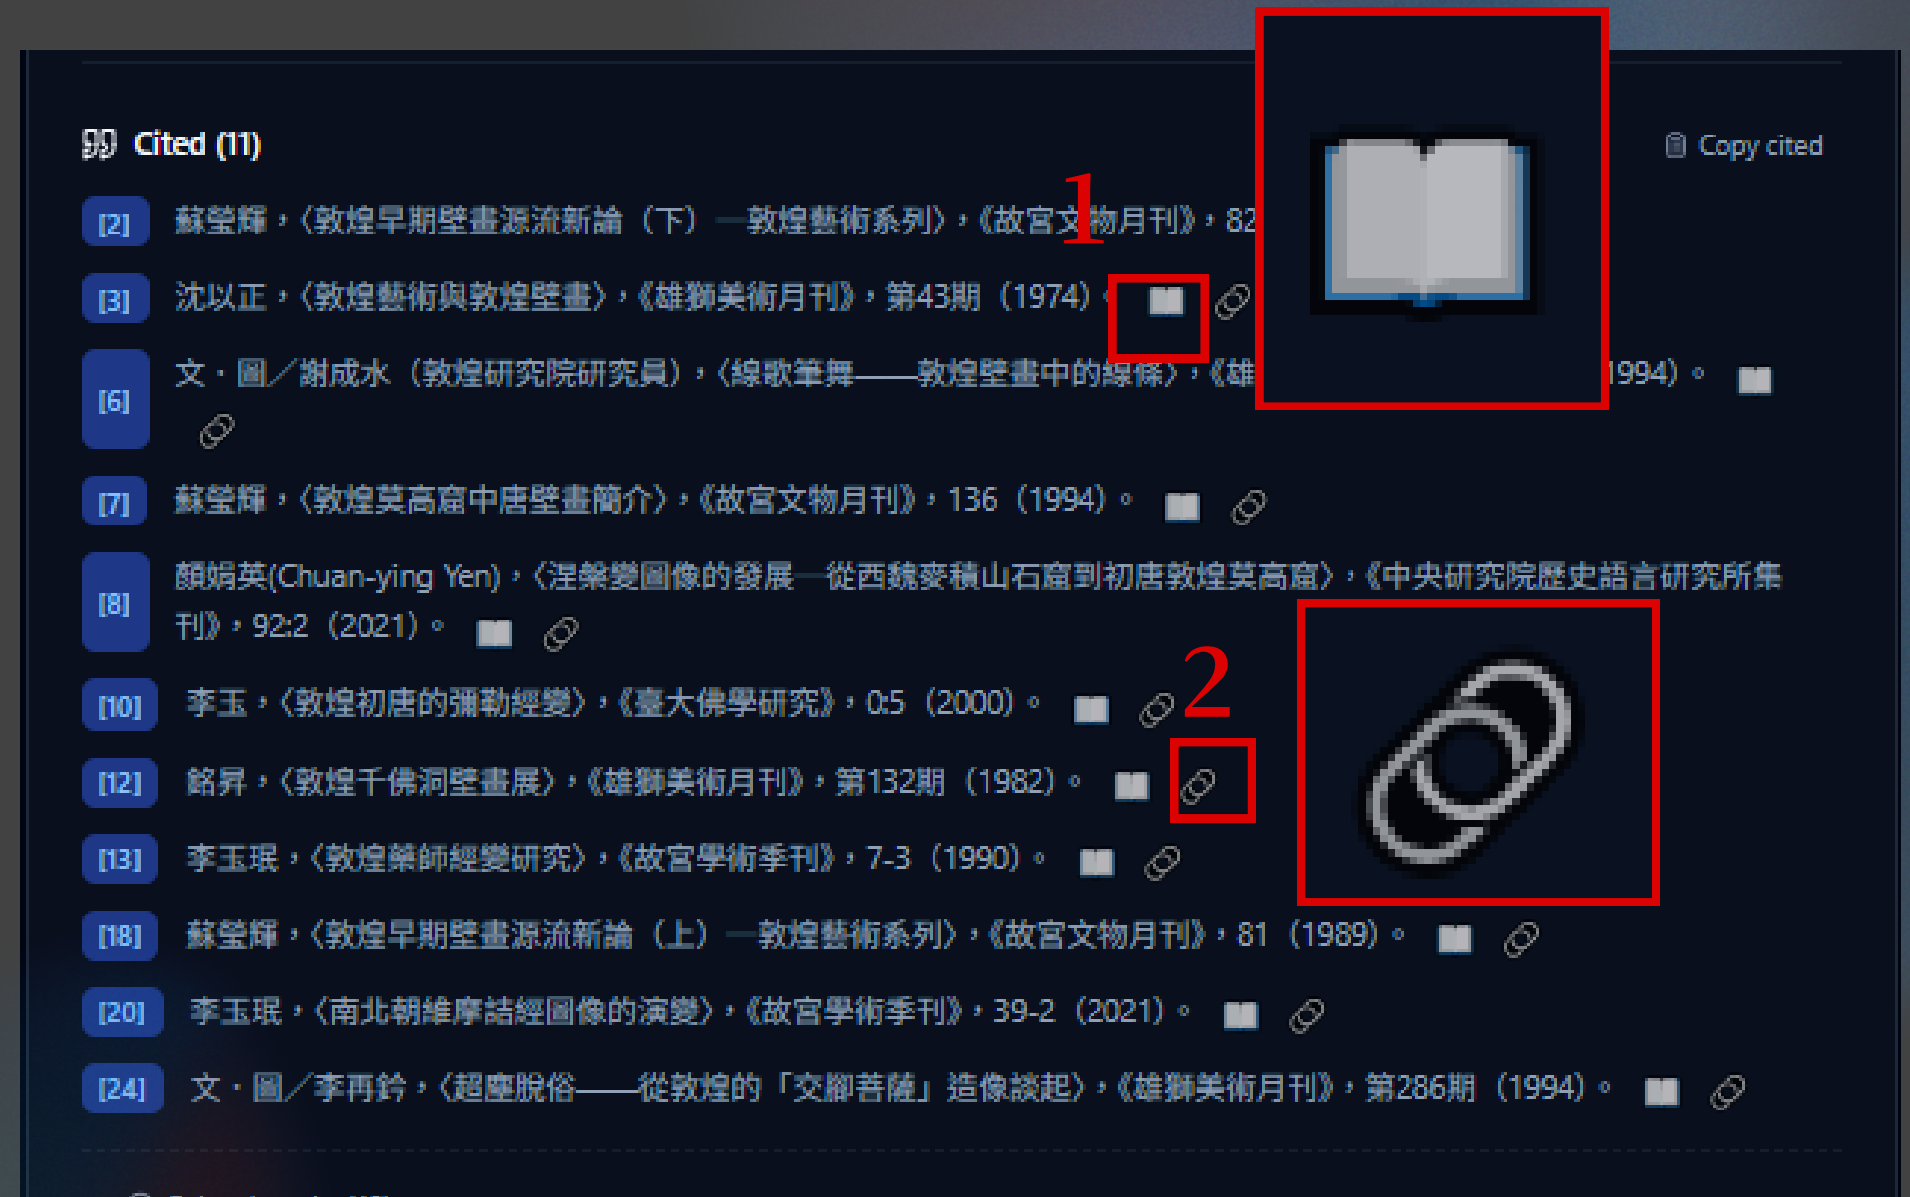 Cited (11)
Copy cited
1
[2] 蘇瑩輝，〈敦煌早期壁畫源流新論（下）—敦煌藝術系列〉，《故宮文物月刊》，82
[3] 沈以正，〈敦煌藝術與敦煌壁畫〉，《雄獅美術月刊》，第43期（1974）。
[6] 文．圖／謝成水（敦煌研究院研究員），〈線歌筆舞——敦煌壁畫中的線條〉，《雄 1994）。
[7] 蘇瑩輝，〈敦煌莫高窟中唐壁畫簡介〉，《故宮文物月刊》，136（1994）。
[8] 顏娟英(Chuan-ying Yen)，〈涅槃變圖像的發展—從西魏麥積山石窟到初唐敦煌莫高窟〉，《中央研究院歷史語言研究所集
刊》，92:2（2021）。
2
[10] 李玉，〈敦煌初唐的彌勒經變〉，《臺大佛學研究》，0:5（2000）。
[12] 銘昇，〈敦煌千佛洞壁畫展〉，《雄獅美術月刊》，第132期（1982）。
[13] 李玉珉，〈敦煌藥師經變研究〉，《故宮學術季刊》，7-3（1990）。
[18] 蘇瑩輝，〈敦煌早期壁畫源流新論（上）—敦煌藝術系列〉，《故宮文物月刊》，81（1989）。
[20] 李玉珉，〈南北朝維摩詰經圖像的演變〉，《故宮學術季刊》，39-2（2021）。
[24] 文．圖／李再鈐，〈超塵脫俗——從敦煌的「交腳菩薩」造像談起〉，《雄獅美術月刊》，第286期（1994）。